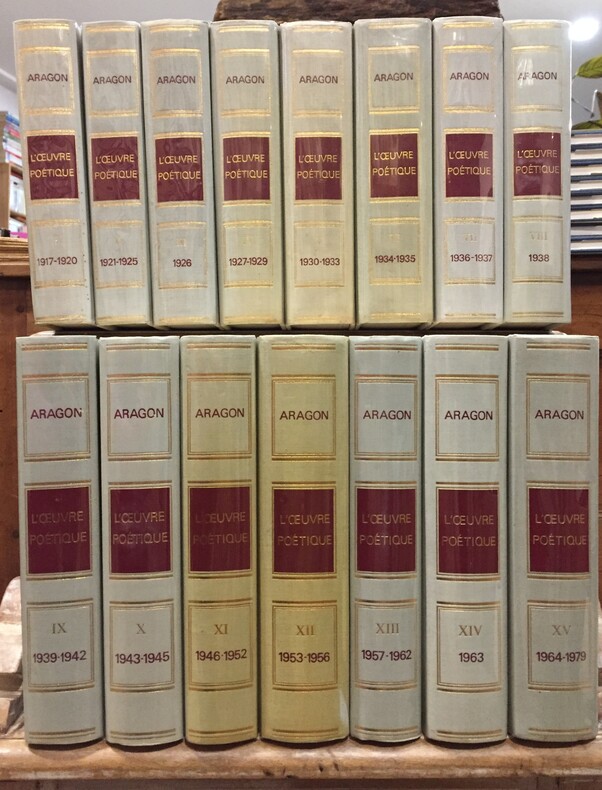 ARAGON
L'ŒUVRE
POÉTIQUE
1917-1920
ARAGON
L'ŒUVRE
POÉTIQUE
1921-1925
ARAGON
L'ŒUVRE
POÉTIQUE
1926
ARAGON
L'ŒUVRE
POÉTIQUE
1927-1929
ARAGON
L'ŒUVRE
POÉTIQUE
1930-1933
ARAGON
L'ŒUVRE
POÉTIQUE
1934-1935
ARAGON
L'ŒUVRE
POÉTIQUE
1936-1937
ARAGON
L'ŒUVRE
POÉTIQUE
VIII
1938
ARAGON
L'ŒUVRE
POÉTIQUE
IX
1939-1942
ARAGON
L'ŒUVRE
POÉTIQUE
X
1943-1945
ARAGON
L'ŒUVRE
POÉTIQUE
XI
1946-1952
ARAGON
L'ŒUVRE
POÉTIQUE
XII
1953-1956
ARAGON
L'ŒUVRE
POÉTIQUE
XIII
1957-1962
ARAGON
L'ŒUVRE
POÉTIQUE
XIV
1963
ARAGON
L'ŒUVRE
POÉTIQUE
XV
1964-1979